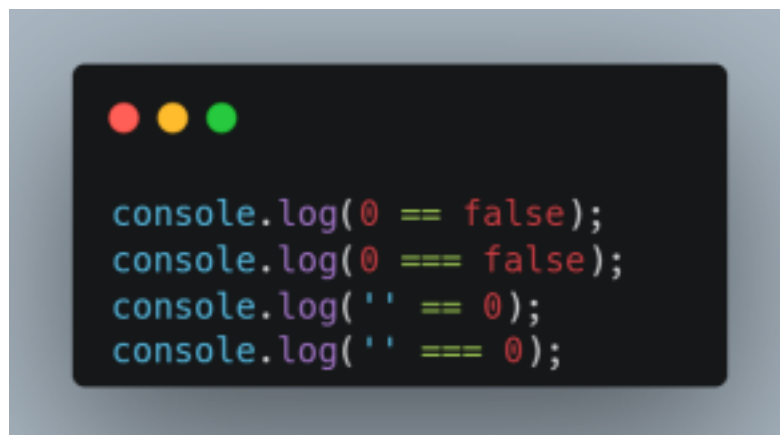 console.log(0 == false);
console.log(0 === false);
console.log('' == 0);
console.log('' === 0);